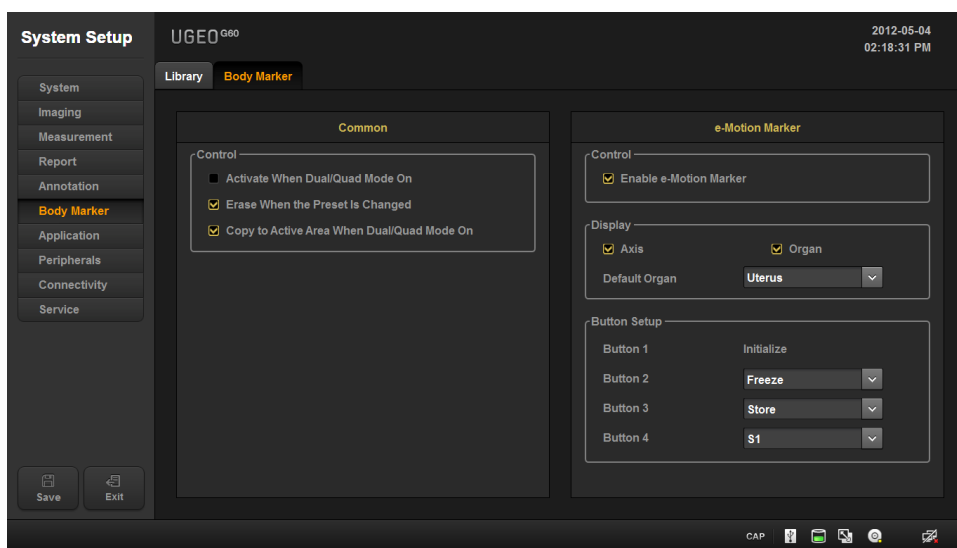 System Setup
UGEO G60
2012-05-04
02:18:31 PM
Library
Body Marker
System
Imaging
Measurement
Report
Annotation
Body Marker
Application
Peripherals
Connectivity
Service
Save
Exit
Common
Control
Activate When Dual/Quad Mode On
Erase When the Preset Is Changed
Copy to Active Area When Dual/Quad Mode On
e-Motion Marker
Control
Enable e-Motion Marker
Display
Axis
Organ
Default Organ
Uterus
Button Setup
Button 1
Initialize
Button 2
Freeze
Button 3
Store
Button 4
S1
CAP